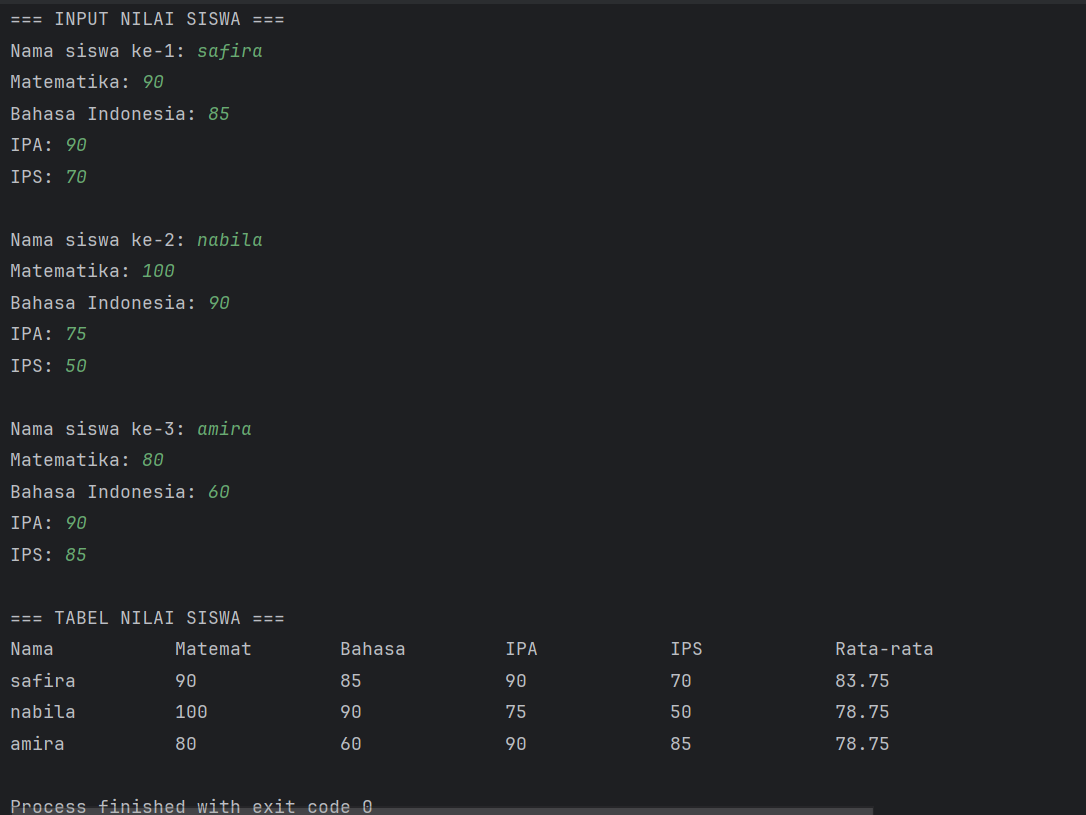 === INPUT NILAI SISWA ===
Nama siswa ke-1: safira
Matematika: 90
Bahasa Indonesia: 85
IPA: 90
IPS: 70
Nama siswa ke-2: nabila
Matematika: 100
Bahasa Indonesia: 90
IPA: 75
IPS: 50
Nama siswa ke-3: amira
Matematika: 80
Bahasa Indonesia: 60
IPA: 90
IPS: 85
=== TABEL NILAI SISWA ===
Nama Matemat Bahasa IPA IPS Rata-rata
safira 90 85 90 70 83.75
nabila 100 90 75 50 78.75
amira 80 60 90 85 78.75
Process finished with exit code 0